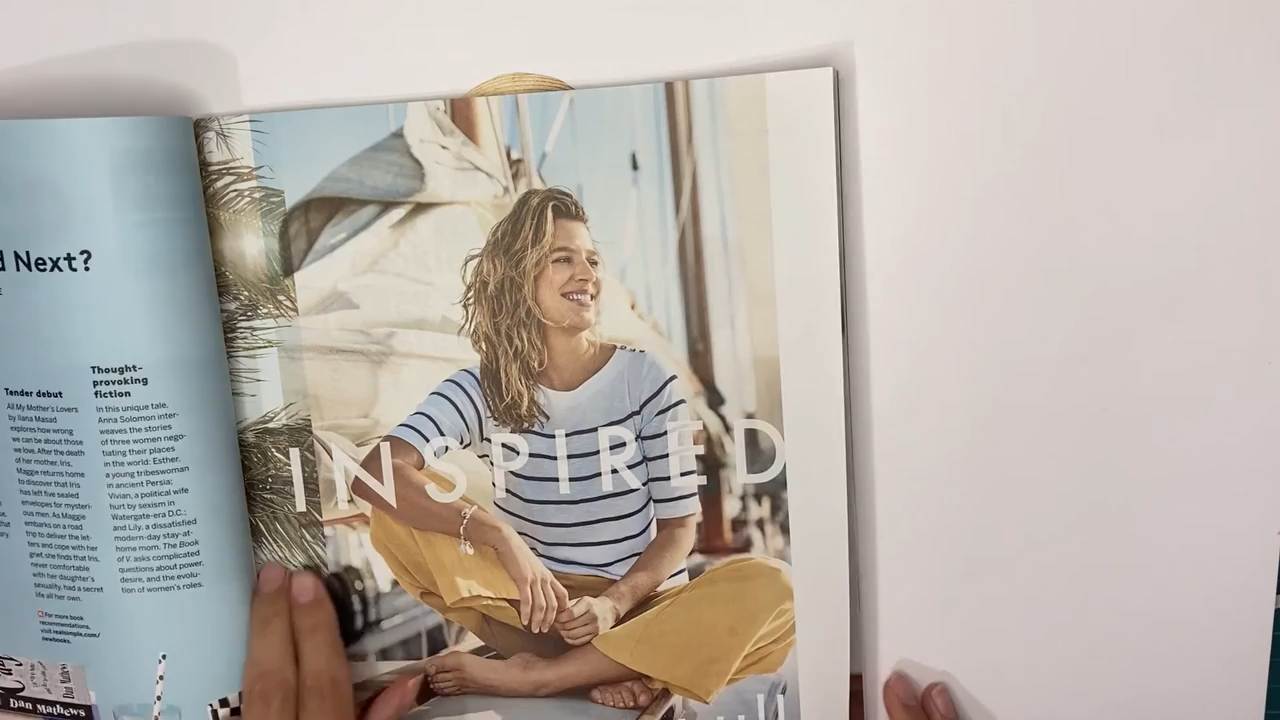 d Next?
Tender debut
All My Mother's Lovers
by Ilana Masad
explores how wrong
we can be about those
we love. After the death
of her mother, Iris,
Maggie returns home
to discover that Iris
has left five sealed
envelopes for mysteri-
ous men. As Maggie
embarks on a road
trip to deliver the let-
ters and cope with her
grief, she finds that Iris,
never comfortable
with her daughter's
sexuality, had a secret
life all her own.
Thought-
provoking
fiction
In this unique tale,
Anna Solomon inter-
weaves the stories
of three women nego-
tiating their places
in the world: Esther,
a young tribeswoman
in ancient Persia;
Vivian, a political wife
hurt by sexism in
Watergate-era D.C.;
and Lily, a dissatisfied
modern-day stay-at-
home mom. The Book
of V. asks complicated
questions about power,
desire, and the evolu-
tion of women's roles.
For more book
recommendations,
visit realsimple.com/
newbooks.
Dan Mathews
Dan Mathews
INSPIRED